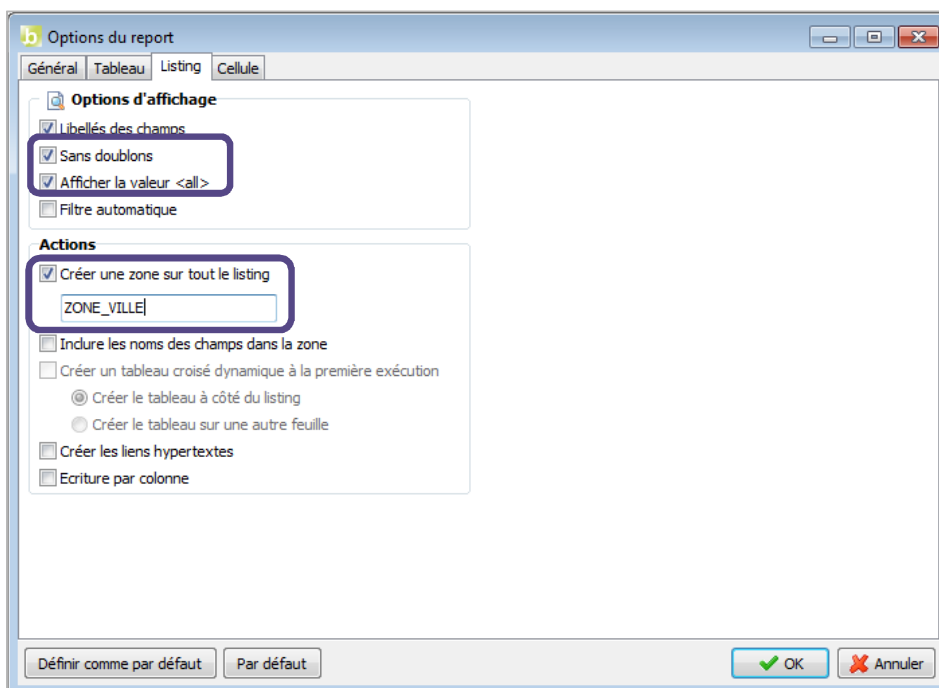 Options du report
Général Tableau Listing Cellule
Options d'affichage
Libellés des champs
Sans doublons
Afficher la valeur <all>
Filtre automatique
Actions
Créer une zone sur tout le listing
ZONE_VILLE
Inclure les noms des champs dans la zone
Créer un tableau croisé dynamique à la première exécution
Créer le tableau à côté du listing
Créer le tableau sur une autre feuille
Créer les liens hypertextes
Ecriture par colonne
Définir comme par défaut Par défaut OK Annuler